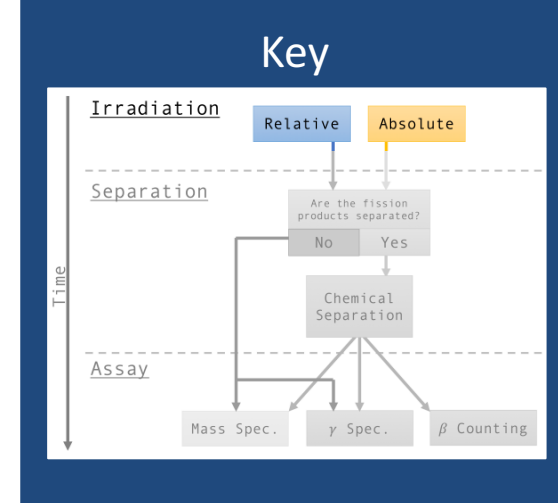 Key
Irradiation
Relative
Absolute
Separation
Are the fission
products separated?
No
Yes
Time
Chemical
Separation
Assay
Mass Spec.
γ Spec.
β Counting